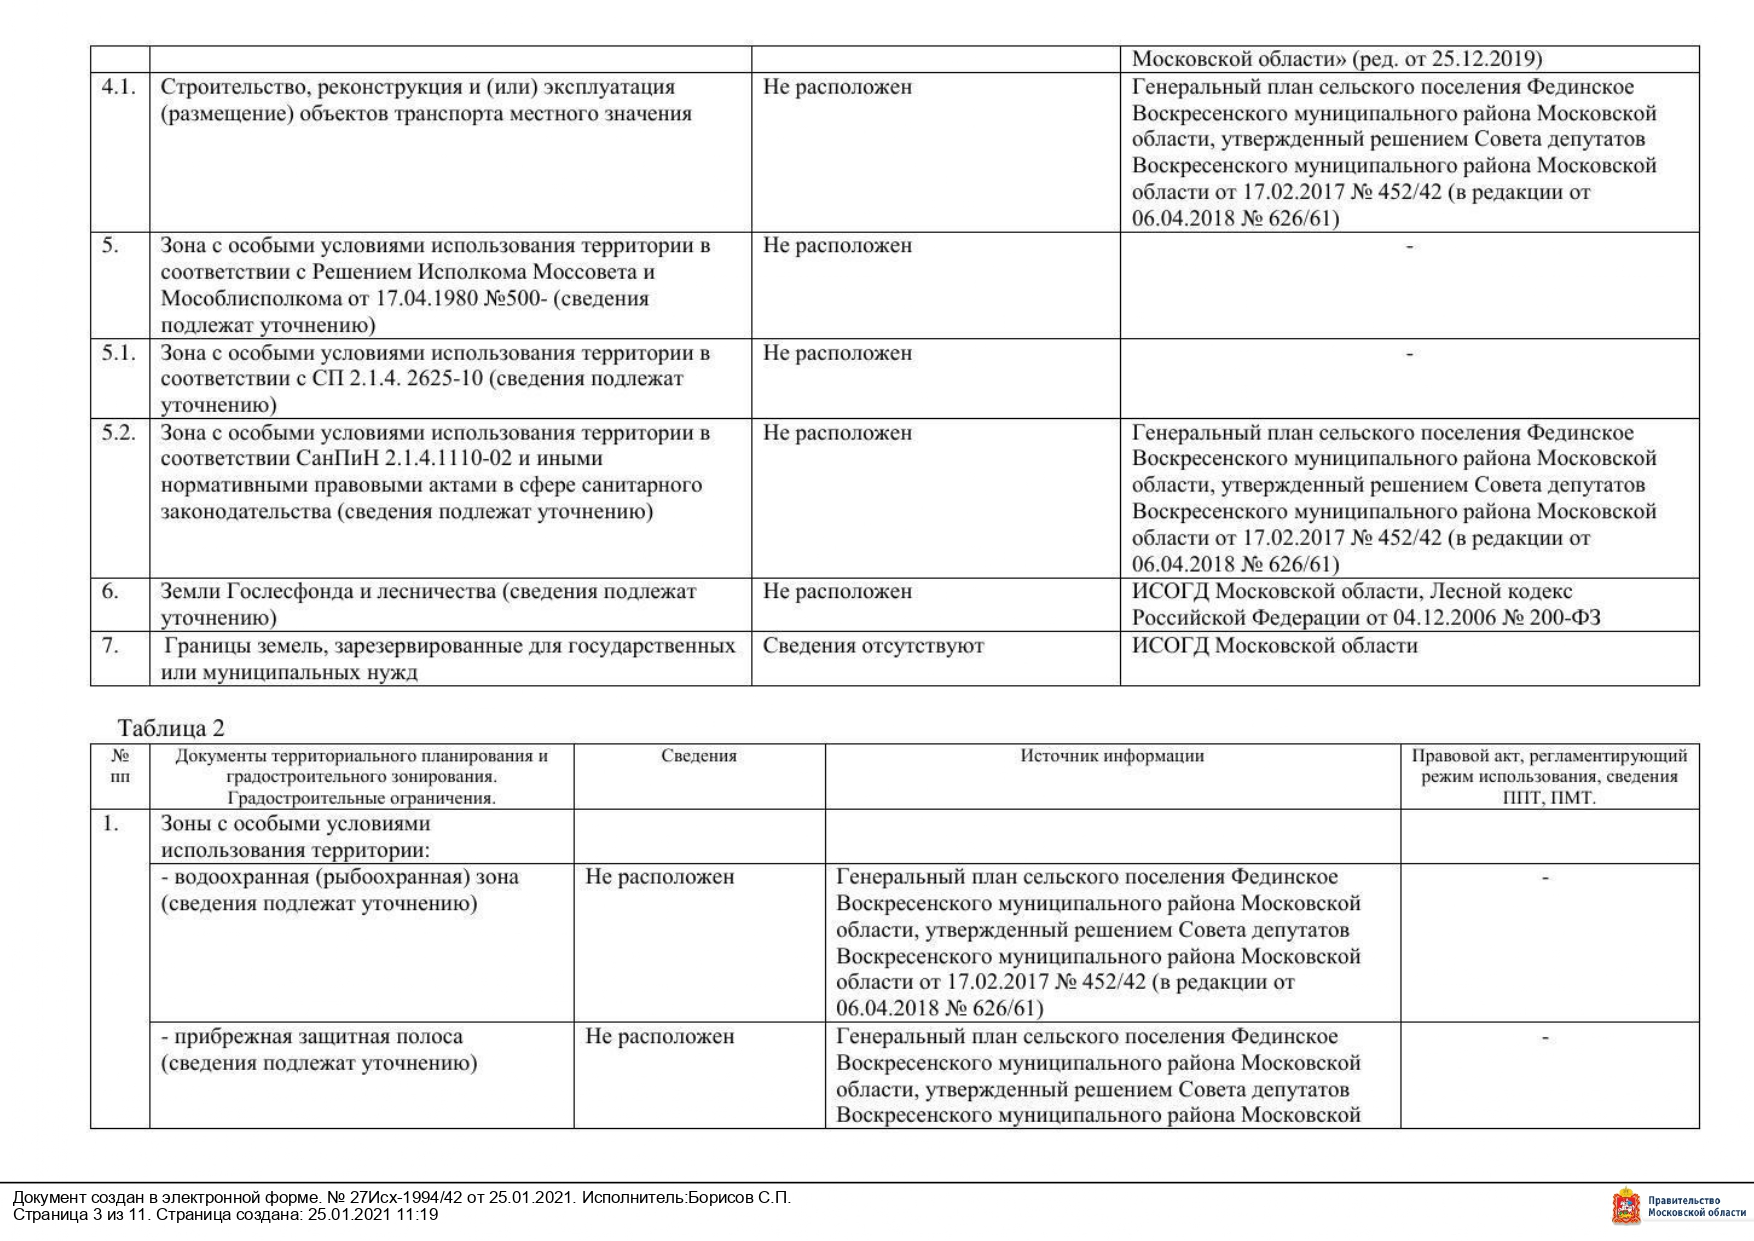 Московской области» (ред. от 25.12.2019)
4.1. Строительство, реконструкция и (или) эксплуатация
(размещение) объектов транспорта местного значения
Не расположен
Генеральный план сельского поселения Фединское
Воскресенского муниципального района Московской
области, утвержденный решением Совета депутатов
Воскресенского муниципального района Московской
области от 17.02.2017 № 452/42 (в редакции от
06.04.2018 № 626/61)
5. Зона с особыми условиями использования территории в
соответствии с Решением Исполкома Моссовета и
Мособлисполкома от 17.04.1980 №500- (сведения
подлежат уточнению)
Не расположен
-
5.1. Зона с особыми условиями использования территории в
соответствии с СП 2.1.4. 2625-10 (сведения подлежат
уточнению)
Не расположен
-
5.2. Зона с особыми условиями использования территории в
соответствии СанПиН 2.1.4.1110-02 и иными
нормативными правовыми актами в сфере санитарного
законодательства (сведения подлежат уточнению)
Не расположен
Генеральный план сельского поселения Фединское
Воскресенского муниципального района Московской
области, утвержденный решением Совета депутатов
Воскресенского муниципального района Московской
области от 17.02.2017 № 452/42 (в редакции от
06.04.2018 № 626/61)
6. Земли Гослесфонда и лесничества (сведения подлежат
уточнению)
Не расположен
ИСОГД Московской области, Лесной кодекс
Российской Федерации от 04.12.2006 № 200-ФЗ
7. Границы земель, зарезервированные для государственных
или муниципальных нужд
Сведения отсутствуют
ИСОГД Московской области
Таблица 2
№
пп
Документы территориального планирования и
градостроительного зонирования.
Градостроительные ограничения.
Сведения
Источник информации
Правовой акт, регламентирующий
режим использования, сведения
ППТ, ПМТ.
1. Зоны с особыми условиями
использования территории:
- водоохранная (рыбоохранная) зона
(сведения подлежат уточнению)
Не расположен
Генеральный план сельского поселения Фединское
Воскресенского муниципального района Московской
области, утвержденный решением Совета депутатов
Воскресенского муниципального района Московской
области от 17.02.2017 № 452/42 (в редакции от
06.04.2018 № 626/61)
-
- прибрежная защитная полоса
(сведения подлежат уточнению)
Не расположен
Генеральный план сельского поселения Фединское
Воскресенского муниципального района Московской
области, утвержденный решением Совета депутатов
Воскресенского муниципального района Московской
-
Документ создан в электронной форме. № 27Исх-1994/42 от 25.01.2021. Исполнитель:Борисов С.П.
Страница 3 из 11. Страница создана: 25.01.2021 11:19
Правительство
Московской области